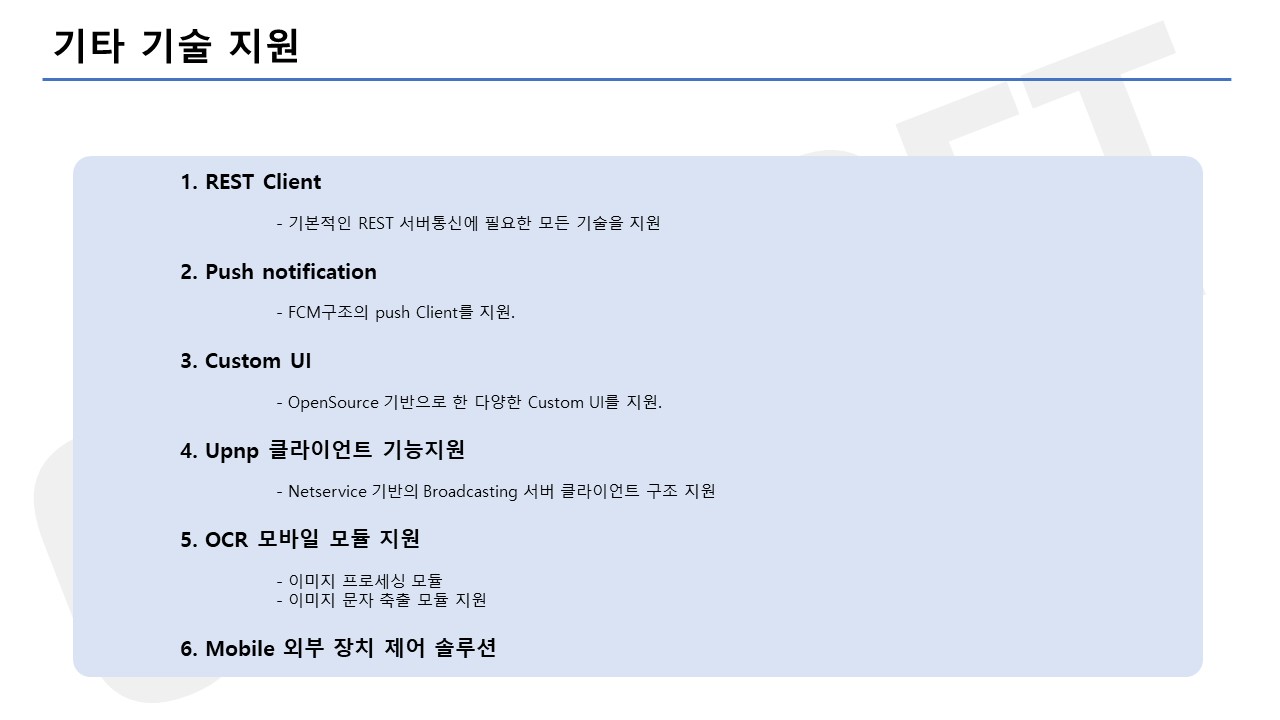 기타 기술 지원
1. REST Client
- 기본적인 REST 서버통신에 필요한 모든 기술을 지원
2. Push notification
- FCM구조의 push Client를 지원.
3. Custom UI
- OpenSource 기반으로 한 다양한 Custom UI를 지원.
4. Upnp 클라이언트 기능지원
- Netservice 기반의 Broadcasting 서버 클라이언트 구조 지원
5. OCR 모바일 모듈 지원
- 이미지 프로세싱 모듈
- 이미지 문자 축출 모듈 지원
6. Mobile 외부 장치 제어 솔루션